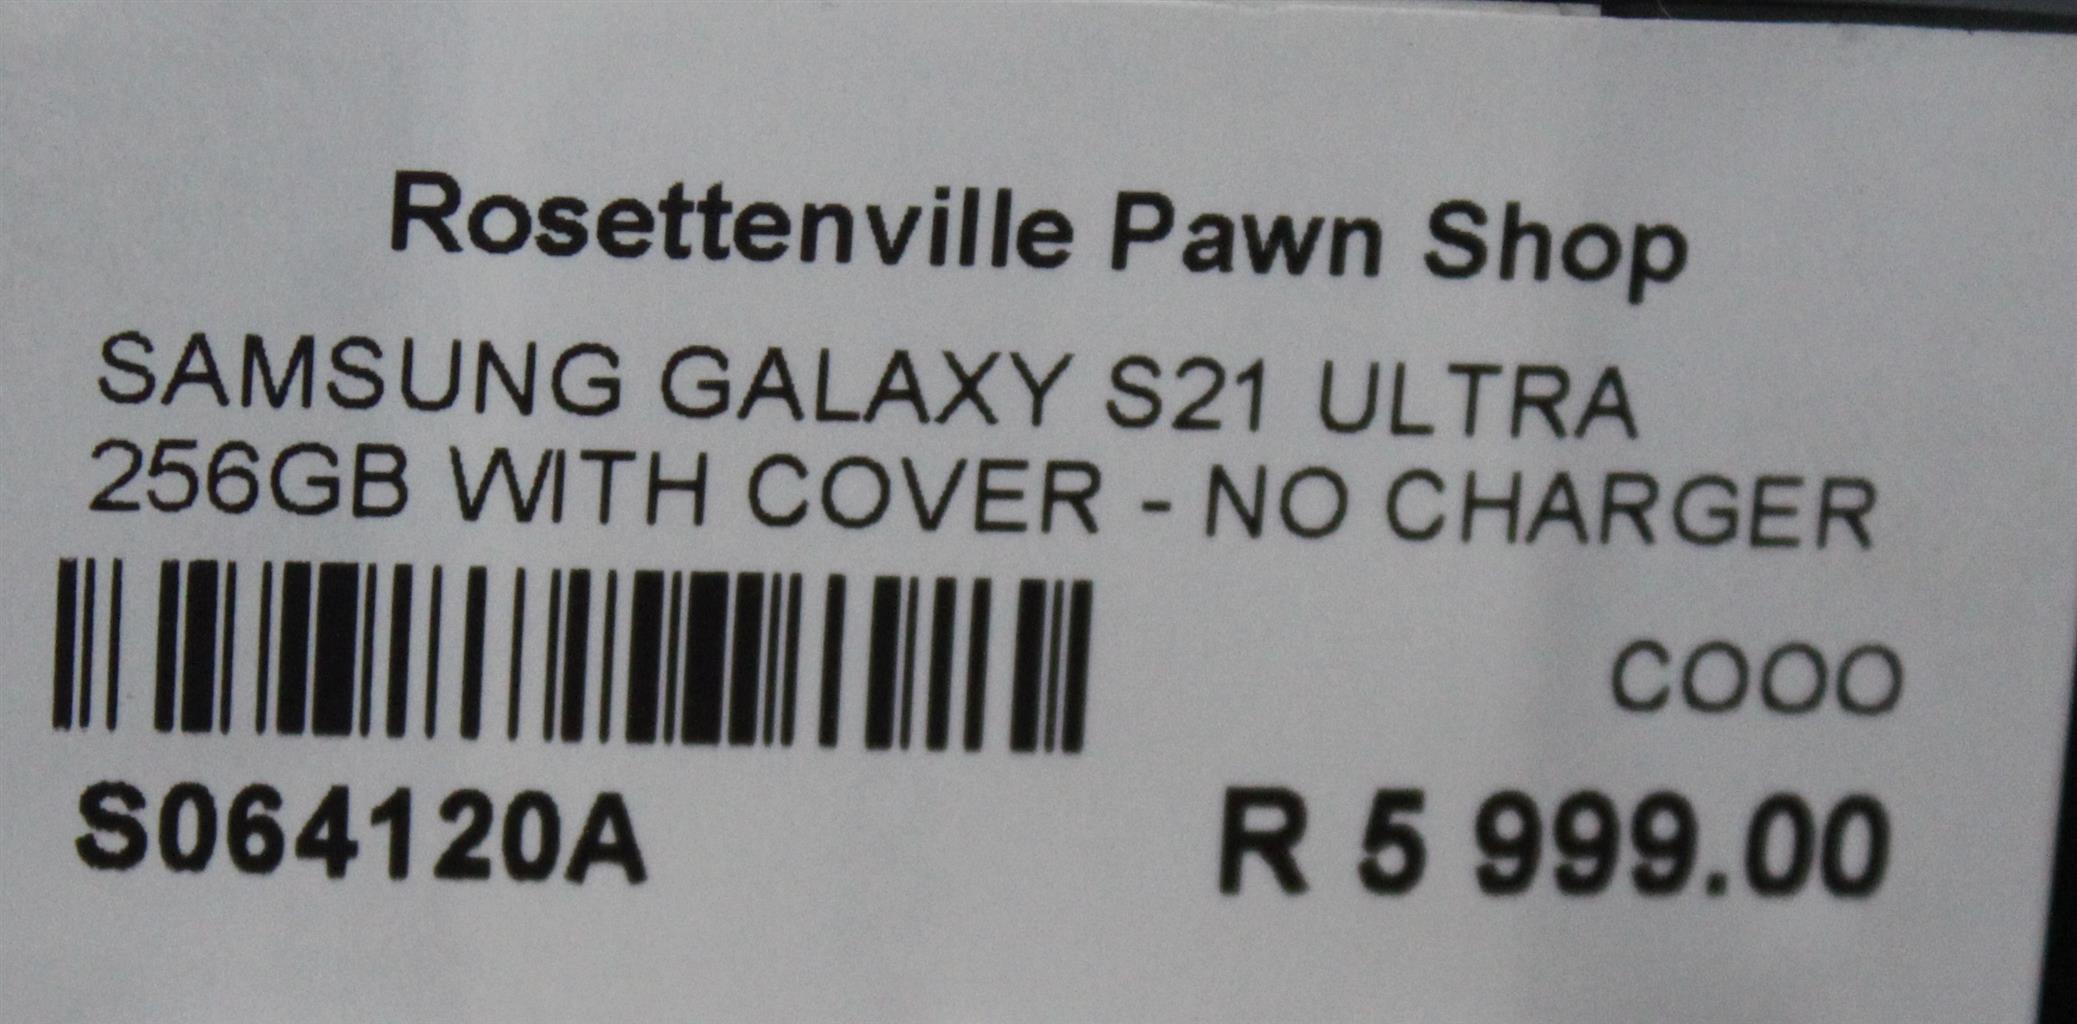 Rosettenville Pawn Shop
SAMSUNG GALAXY S21 ULTRA
256GB WITH COVER - NO CHARGER
COOO
S064120A R 5 999.00